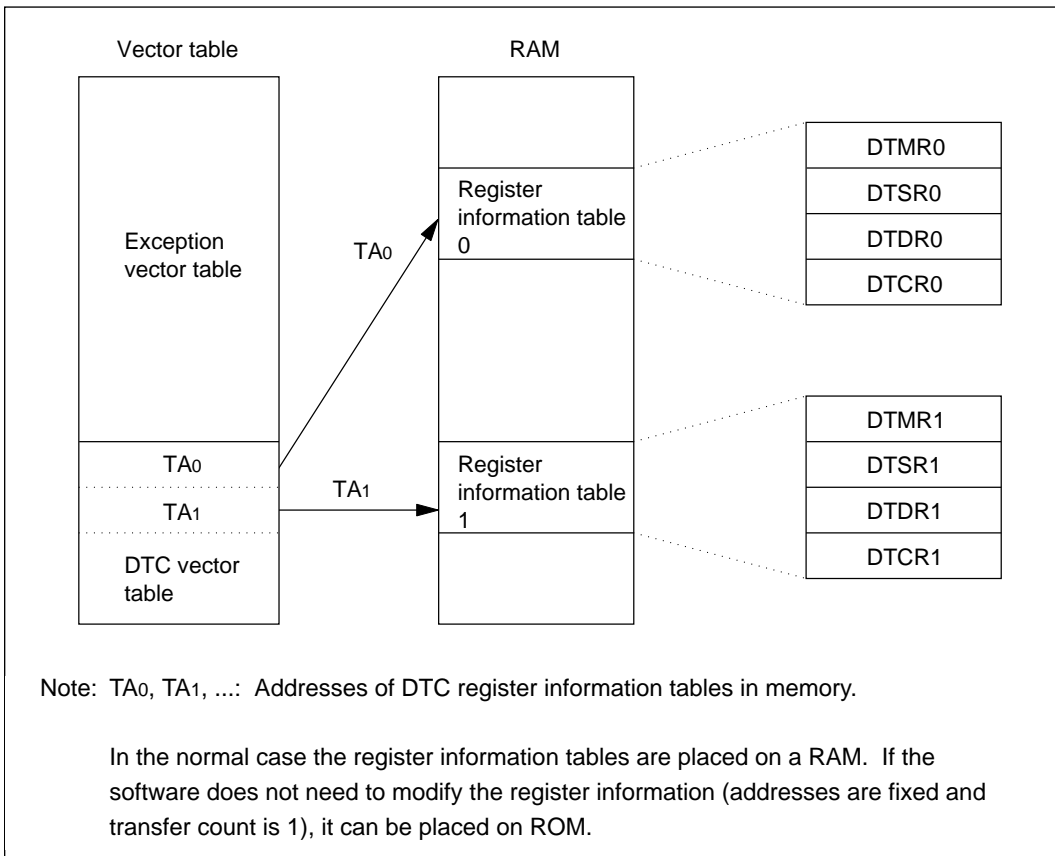 Vector table
RAM
Exception
vector table
TA0
TA1
DTC vector
table
TA0
TA1
Register
information table
0
Register
information table
1
DTMR0
DTSR0
DTDR0
DTCR0
DTMR1
DTSR1
DTDR1
DTCR1
Note: TA0, TA1, ...: Addresses of DTC register information tables in memory.
In the normal case the register information tables are placed on a RAM. If the
software does not need to modify the register information (addresses are fixed and
transfer count is 1), it can be placed on ROM.